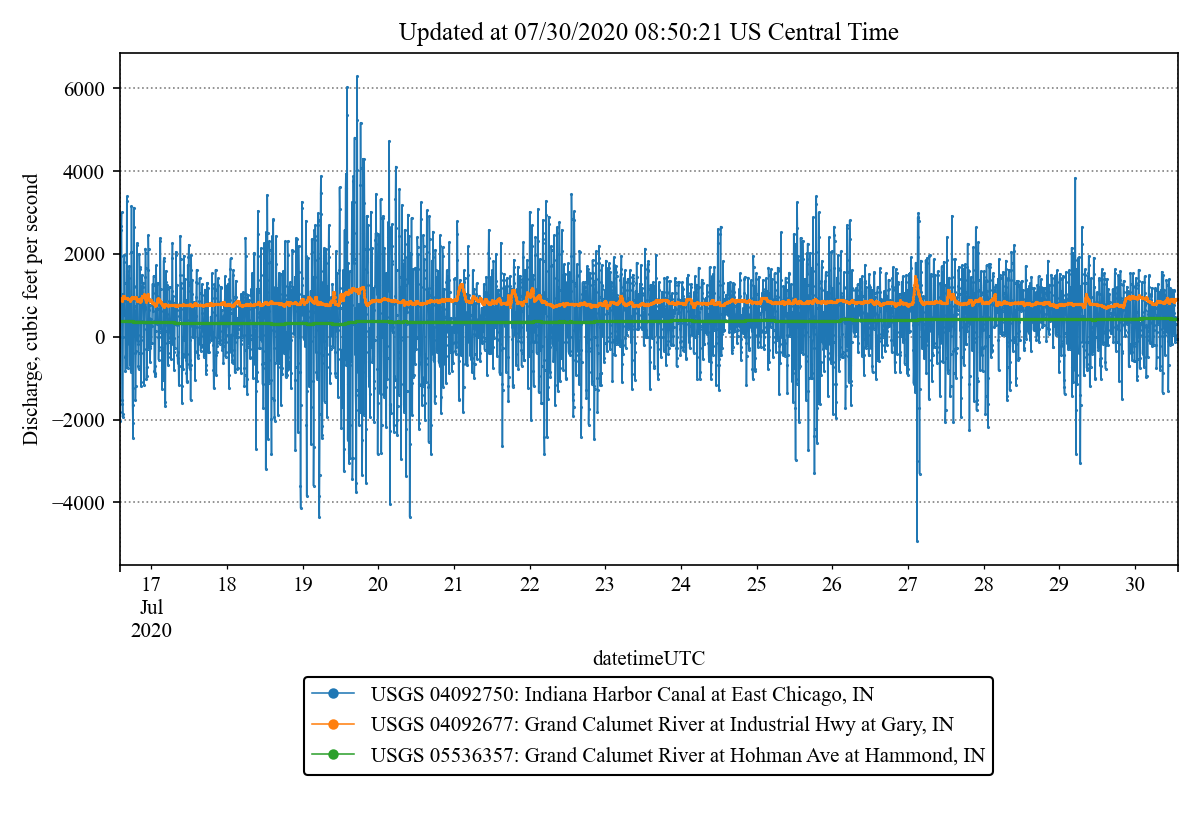 Updated at 07/30/2020 08:50:21 US Central Time
Discharge, cubic feet per second
6000
4000
2000
0
−2000
−4000
17 18 19 20 21 22 23 24 25 26 27 28 29 30
Jul
2020
datetimeUTC
USGS 04092750: Indiana Harbor Canal at East Chicago, IN
USGS 04092677: Grand Calumet River at Industrial Hwy at Gary, IN
USGS 05536357: Grand Calumet River at Hohman Ave at Hammond, IN